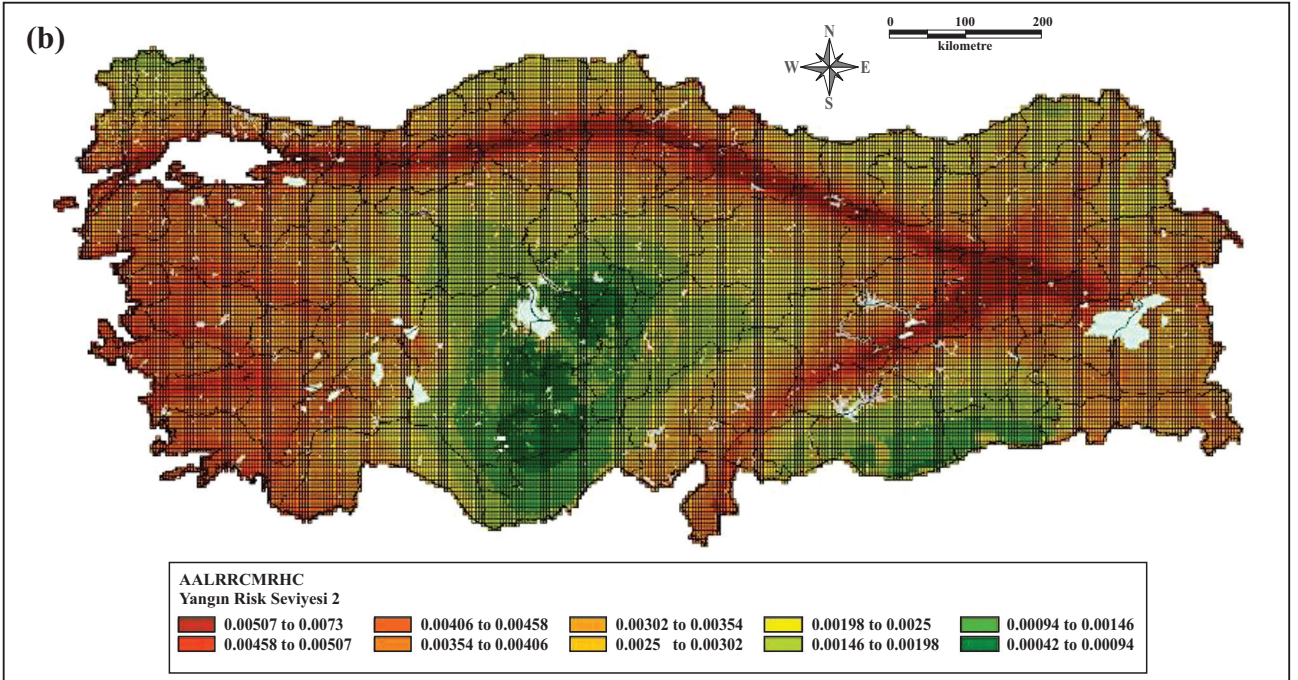 (b)
0 100 200
kilometre
N
W E
S
AALRRCMRHC
Yangın Risk Seviyesi 2
0.00507 to 0.0073 0.00406 to 0.00458 0.00302 to 0.00354 0.00198 to 0.0025 0.00094 to 0.00146
0.00458 to 0.00507 0.00354 to 0.00406 0.0025 to 0.00302 0.00146 to 0.00198 0.00042 to 0.00094